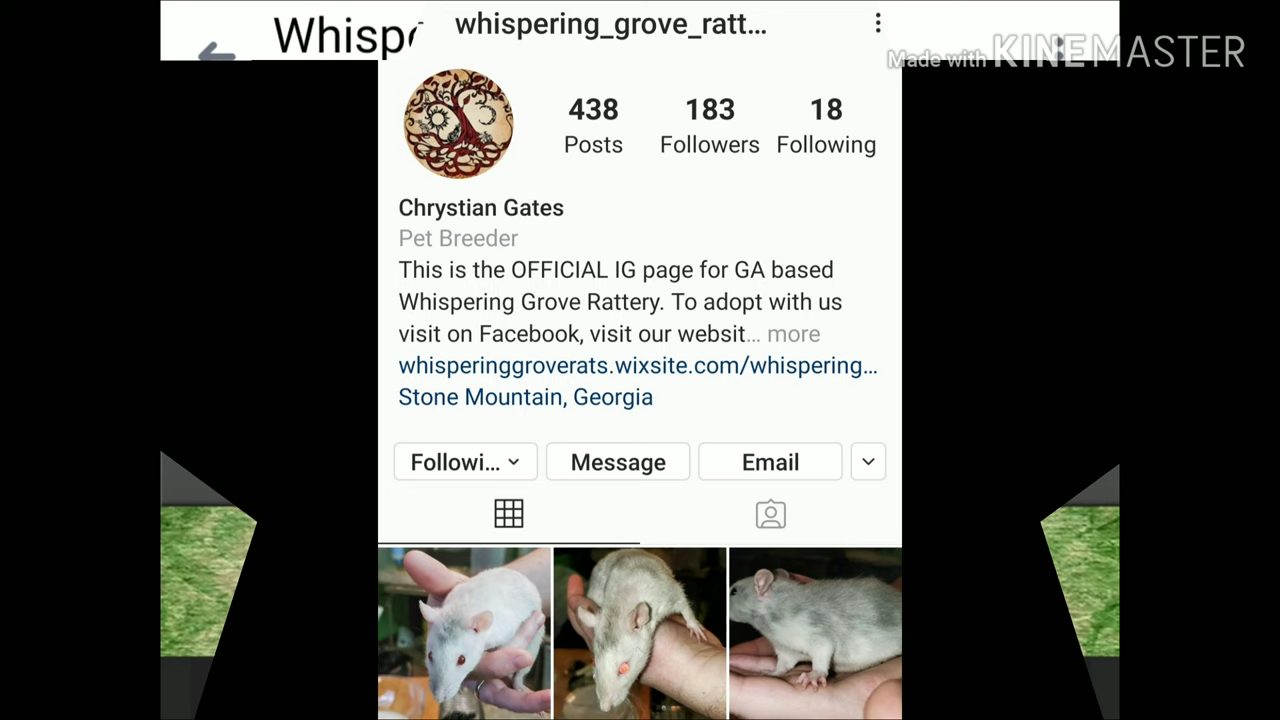 Whisp
whispering_grove_ratt...
Made with KINEMASTER
438 183 18
Posts Followers Following
Chrystian Gates
Pet Breeder
This is the OFFICIAL IG page for GA based
Whispering Grove Rattery. To adopt with us
visit on Facebook, visit our websit... more
whisperinggroverats.wixsite.com/whispering...
Stone Mountain, Georgia
Followi... Message Email